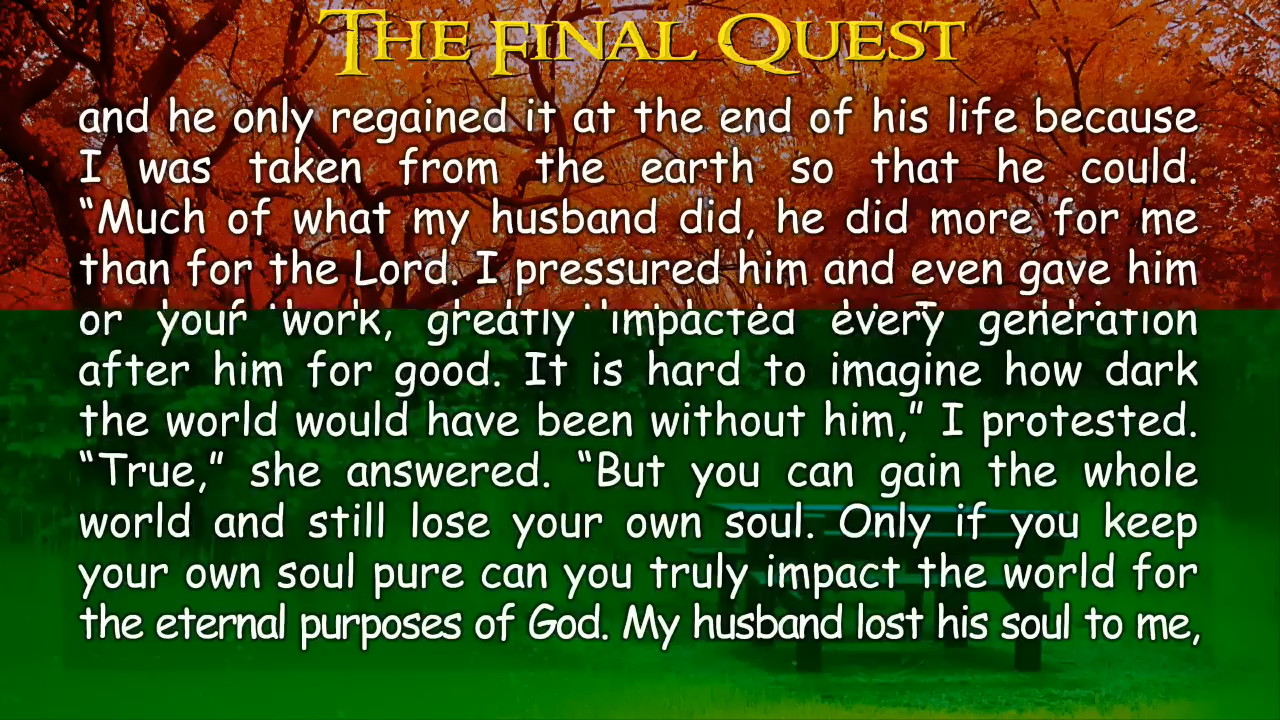 THE FINAL QUEST
and he only regained it at the end of his life because
I was taken from the earth so that he could.
“Much of what my husband did, he did more for me
than for the Lord. I pressured him and even gave him
or your work, greatly impacted every generation
after him for good. It is hard to imagine how dark
the world would have been without him,” I protested.
“True,” she answered. “But you can gain the whole
world and still lose your own soul. Only if you keep
your own soul pure can you truly impact the world for
the eternal purposes of God. My husband lost his soul to me,